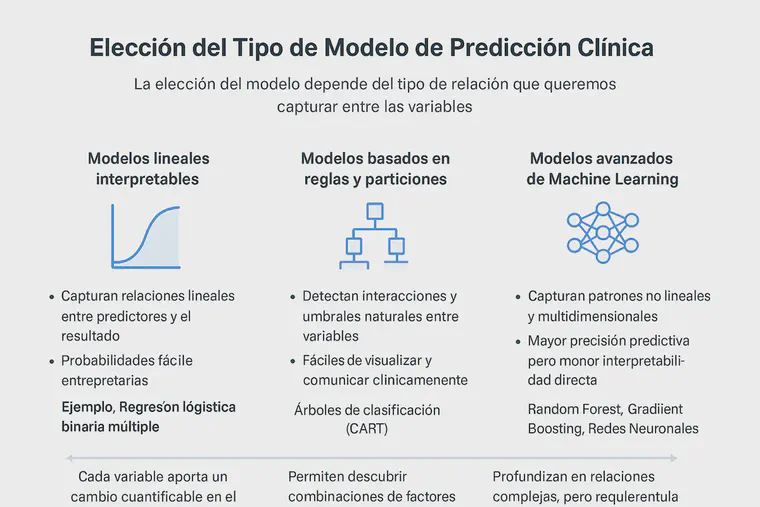 Elección del Tipo de Modelo de Predicción Clínica
La elección del modelo depende del tipo de relación que queremos
capturar entre las variables
Modelos lineales
interpretables
• Capturan relaciones lineales
entre predictores y el
resultado
• Probabilidades fácile
entrepretarias
Ejemplo, Regresʼon lógistica
binaria múltiple
Modelos basados en
reglas y particiones
• Detectan interacciones y
umbrales naturales entre
variables
• Fáciles de visualizar y
comunicar clinicamenente
Árboles de clasificación
(CART)
Modelos avanzados
de Machine Learning
• Capturan patrones no lineales
y multidimensionales
• Mayor precisión predictiva
pero monor interpretabili-
dad directa
Random Forest, Gradiient
Boosting, Redes Neuronales
Cada variable aporta un
cambio cuantificable en el
Permiten descubrir
combinaciones de factores
Profundizan en relaciones
complejas, pero requlerentula